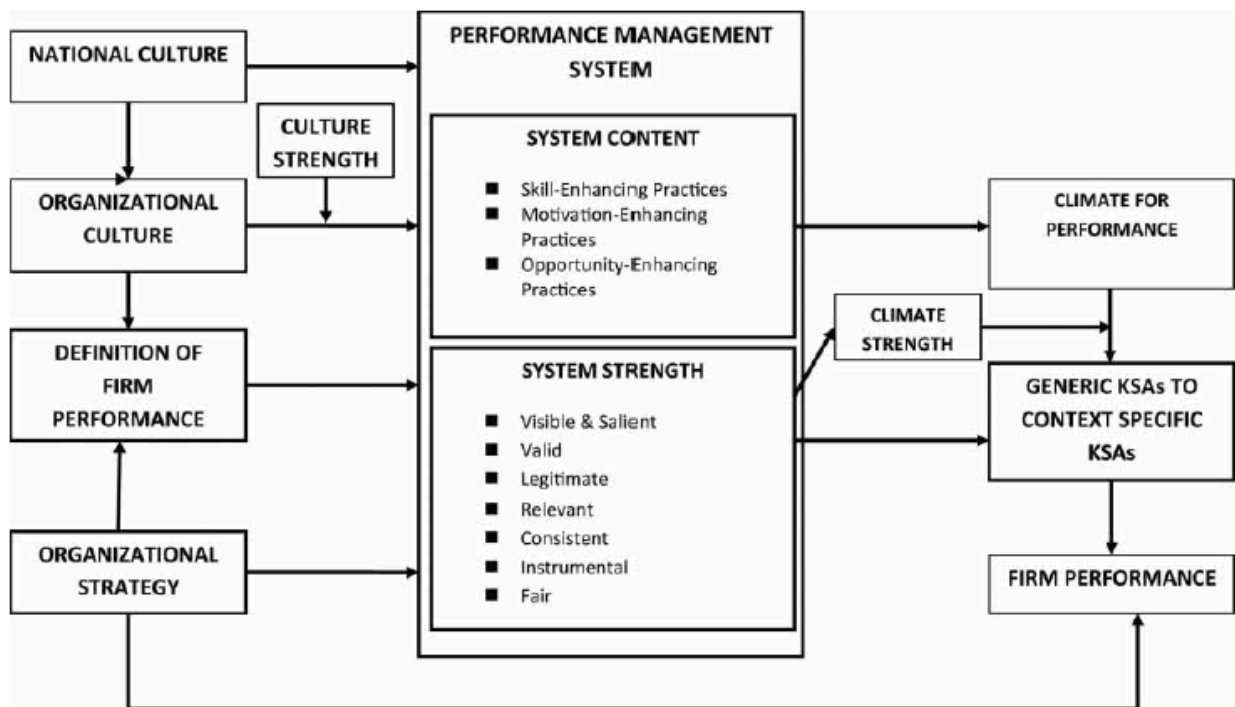 NATIONAL CULTURE
CULTURE
STRENGTH
ORGANIZATIONAL
CULTURE
DEFINITION OF
FIRM
PERFORMANCE
ORGANIZATIONAL
STRATEGY
PERFORMANCE MANAGEMENT
SYSTEM
SYSTEM CONTENT
■ Skill-Enhancing Practices
■ Motivation-Enhancing
Practices
■ Opportunity-Enhancing
Practices
SYSTEM STRENGTH
■ Visible & Salient
■ Valid
■ Legitimate
■ Relevant
■ Consistent
■ Instrumental
■ Fair
CLIMATE FOR
PERFORMANCE
CLIMATE
STRENGTH
GENERIC KSAs TO
CONTEXT SPECIFIC
KSAs
FIRM PERFORMANCE